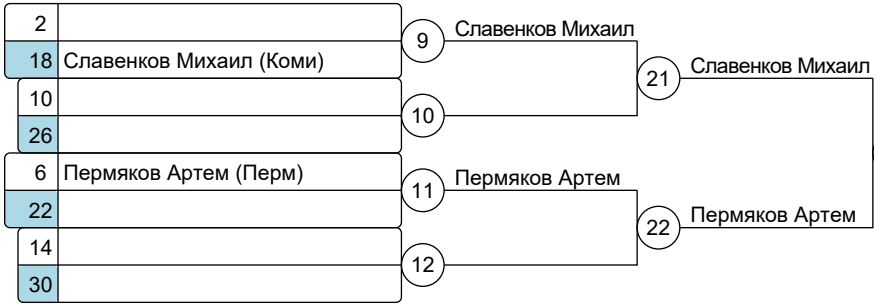 2
18 Славенков Михаил (Коми)
10
26
6 Пермяков Артем (Перм)
22
14
30
9 Славенков Михаил
10
11 Пермяков Артем
12
21 Славенков Михаил
22 Пермяков Артем